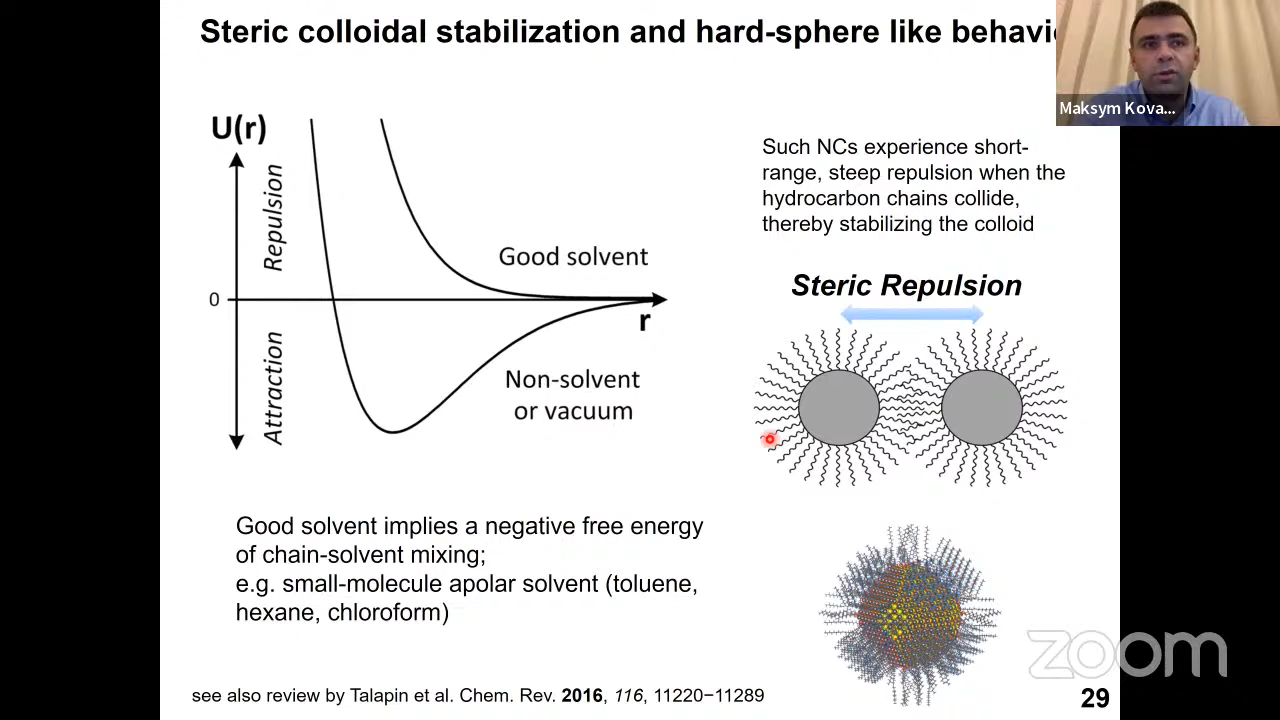 Steric colloidal stabilization and hard-sphere like
Maksym Kova...
U(r)
Repulsion
Such NCs experience short-
range, steep repulsion when the
hydrocarbon chains collide,
thereby stabilizing the colloid
Good solvent
Steric Repulsion
0
r
Attraction
Non-solvent
or vacuum
Good solvent implies a negative free energy
of chain-solvent mixing;
e.g. small-molecule apolar solvent (toluene,
hexane, chloroform)
zoom
see also review by Talapin et al. Chem. Rev. 2016, 116, 11220−11289
29